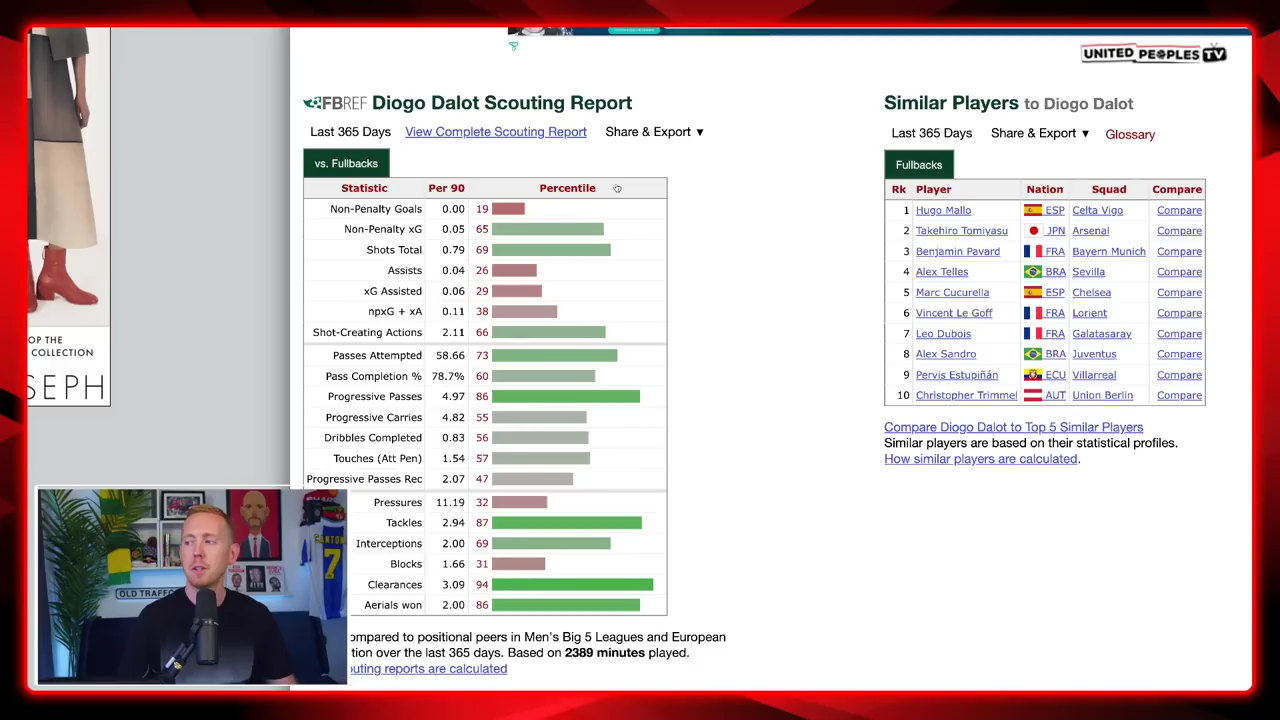 UNITED PEOPLES TV
FBREF Diogo Dalot Scouting Report
Last 365 Days View Complete Scouting Report Share & Export ▼
vs. Fullbacks
Statistic Per 90 Percentile
Non-Penalty Goals 0.00 19
Non-Penalty xG 0.05 65
Shots Total 0.79 69
Assists 0.04 26
xG Assisted 0.06 29
npxG + xA 0.11 38
Shot-Creating Actions 2.11 66
Passes Attempted 58.66 73
Pass Completion % 78.7% 60
Progressive Passes 4.97 86
Progressive Carries 4.82 55
Dribbles Completed 0.83 56
Touches (Att Pen) 1.54 57
Progressive Passes Rec 2.07 47
Pressures 11.19 32
Tackles 2.94 87
Interceptions 2.00 69
Blocks 1.66 31
Clearances 3.09 94
Aerials won 2.00 86
ompared to positional peers in Men's Big 5 Leagues and European
tion over the last 365 days. Based on 2389 minutes played.
outing reports are calculated
Similar Players to Diogo Dalot
Last 365 Days Share & Export ▼ Glossary
Fullbacks
Rk Player Nation Squad Compare
1 Hugo Mallo ESP Celta Vigo Compare
2 Takehiro Tomiyasu JPN Arsenal Compare
3 Benjamin Pavard FRA Bayern Munich Compare
4 Alex Telles BRA Sevilla Compare
5 Marc Cucurella ESP Chelsea Compare
6 Vincent Le Goff FRA Lorient Compare
7 Leo Dubois FRA Galatasaray Compare
8 Alex Sandro BRA Juventus Compare
9 Pervis Estupiñán ECU Villarreal Compare
10 Christopher Trimmel AUT Union Berlin Compare
Compare Diogo Dalot to Top 5 Similar Players
Similar players are based on their statistical profiles.
How similar players are calculated.
OP THE
COLLECTION
SEPH
OLD TRAFFO
CANTONA
7